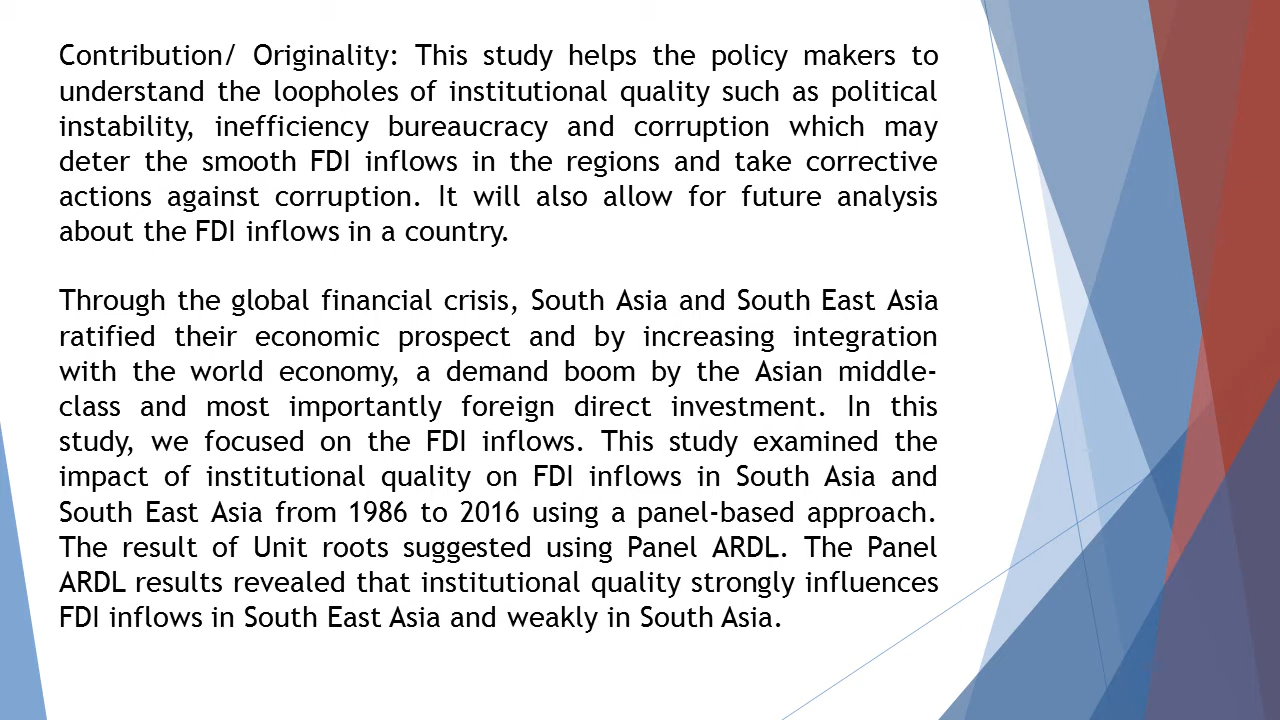 Contribution/ Originality: This study helps the policy makers to
understand the loopholes of institutional quality such as political
instability, inefficiency bureaucracy and corruption which may
deter the smooth FDI inflows in the regions and take corrective
actions against corruption. It will also allow for future analysis
about the FDI inflows in a country.
Through the global financial crisis, South Asia and South East Asia
ratified their economic prospect and by increasing integration
with the world economy, a demand boom by the Asian middle-
class and most importantly foreign direct investment. In this
study, we focused on the FDI inflows. This study examined the
impact of institutional quality on FDI inflows in South Asia and
South East Asia from 1986 to 2016 using a panel-based approach.
The result of Unit roots suggested using Panel ARDL. The Panel
ARDL results revealed that institutional quality strongly influences
FDI inflows in South East Asia and weakly in South Asia.